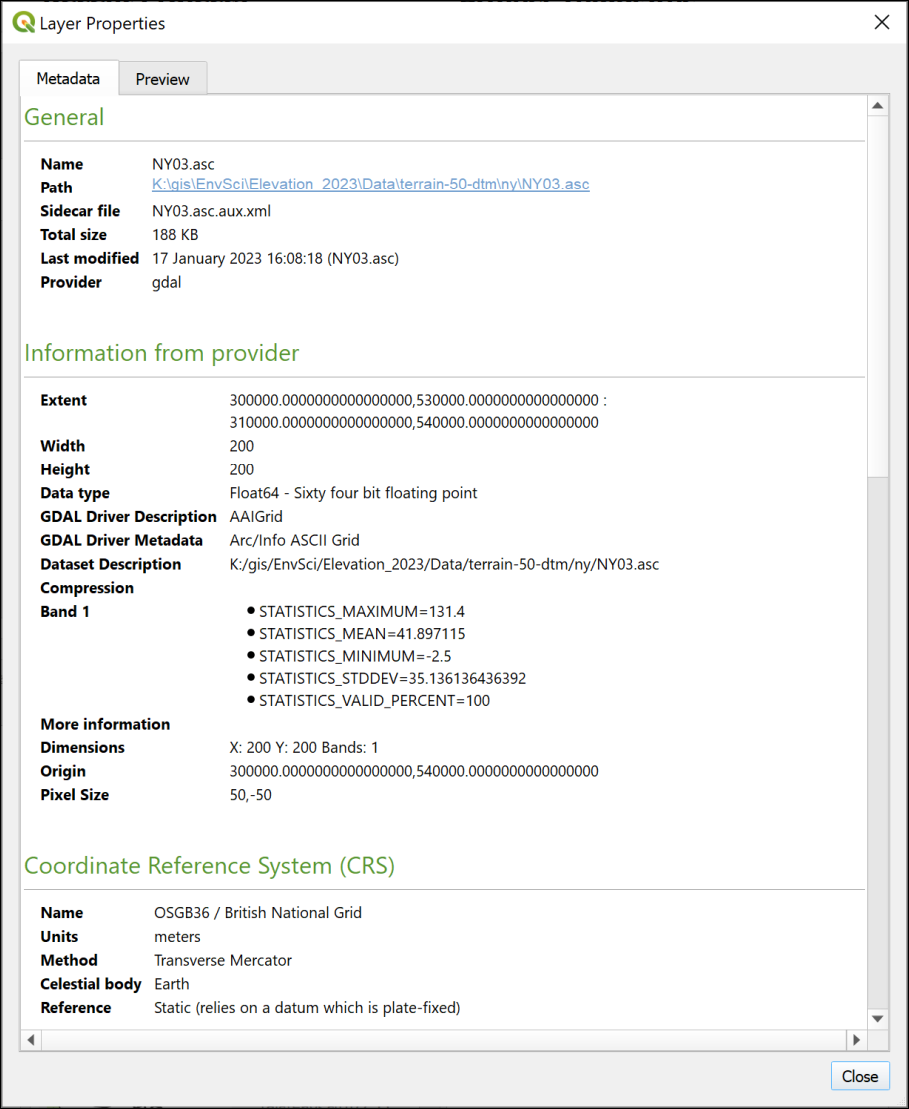 Layer Properties
Metadata
Preview
General
Name NY03.asc
Path K:\gis\EnvSci\Elevation_2023\Data\terrain-50-dtm\ny\NY03.asc
Sidecar file NY03.asc.aux.xml
Total size 188 KB
Last modified 17 January 2023 16:08:18 (NY03.asc)
Provider gdal
Information from provider
Extent 300000.0000000000000000,530000.0000000000000000 :
310000.0000000000000000,540000.0000000000000000
Width 200
Height 200
Data type Float64 - Sixty four bit floating point
GDAL Driver Description AAIGrid
GDAL Driver Metadata Arc/Info ASCII Grid
Dataset Description K:/gis/EnvSci/Elevation_2023/Data/terrain-50-dtm/ny/NY03.asc
Compression
Band 1 ● STATISTICS_MAXIMUM=131.4
● STATISTICS_MEAN=41.897115
● STATISTICS_MINIMUM=-2.5
● STATISTICS_STDDEV=35.136136436392
● STATISTICS_VALID_PERCENT=100
More information
Dimensions X: 200 Y: 200 Bands: 1
Origin 300000.0000000000000000,540000.0000000000000000
Pixel Size 50,-50
Coordinate Reference System (CRS)
Name OSGB36 / British National Grid
Units meters
Method Transverse Mercator
Celestial body Earth
Reference Static (relies on a datum which is plate-fixed)
Close